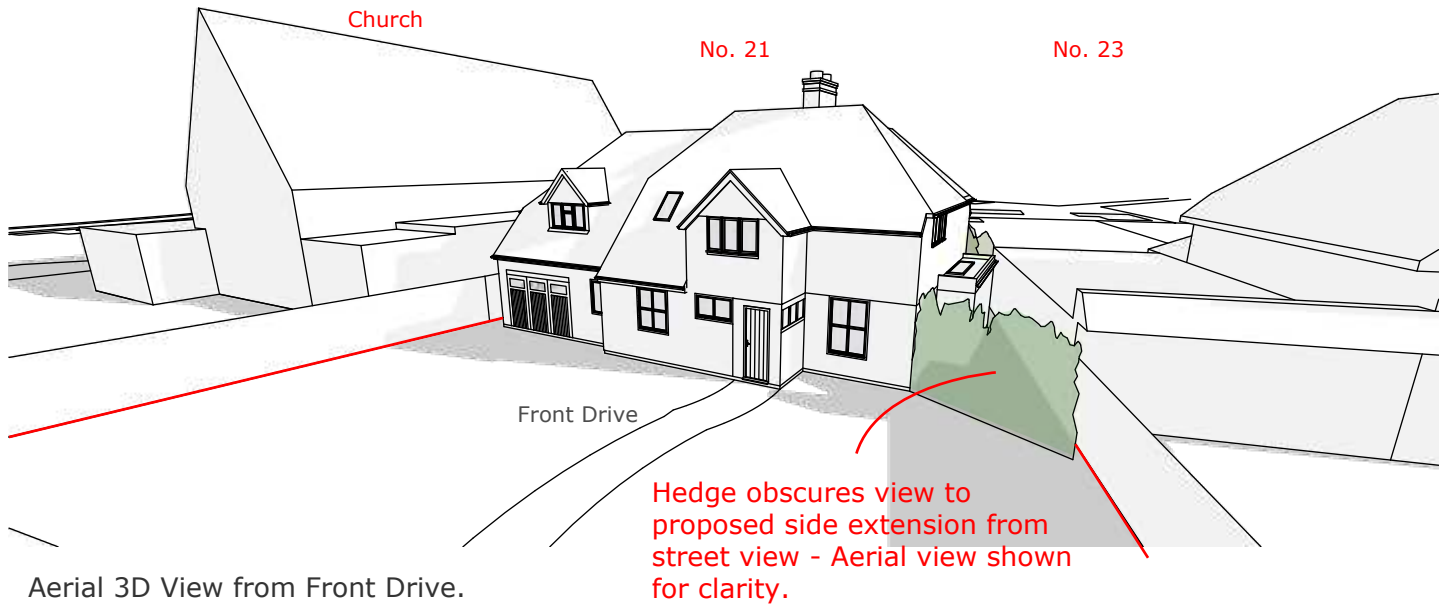 Church
No. 21
No. 23
Front Drive
Hedge obscures view to
proposed side extension from
street view - Aerial view shown
for clarity.
Aerial 3D View from Front Drive.